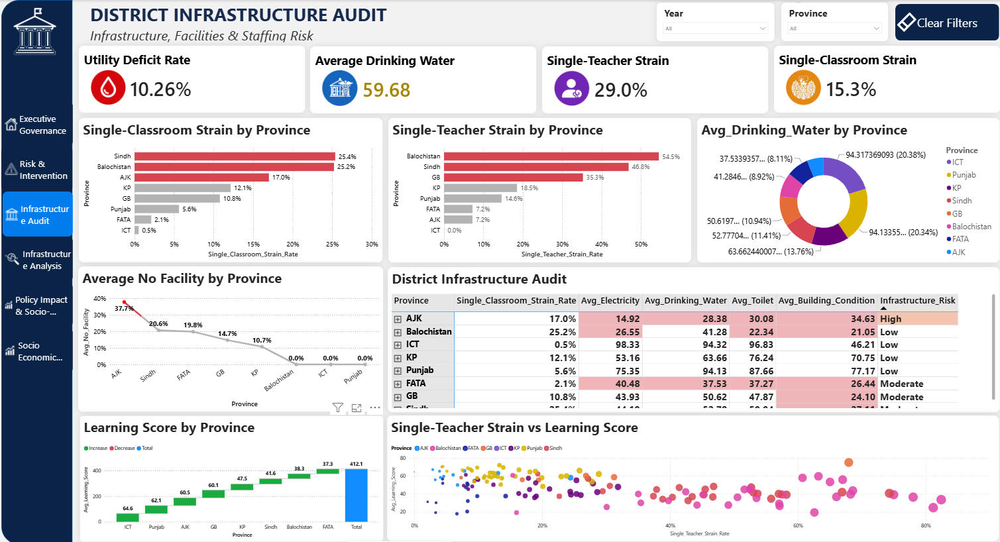 DISTRICT INFRASTRUCTURE AUDIT
Infrastructure, Facilities & Staffing Risk
Year
All
Province
All
Clear Filters
Executive
Governance
Risk &
Intervention
Infrastructur
e Audit
Infrastructur
e Analysis
Policy Impact
& Socio-...
Socio
Economic...
Utility Deficit Rate
10.26%
Average Drinking Water
59.68
Single-Teacher Strain
29.0%
Single-Classroom Strain
15.3%
Single-Classroom Strain by Province
Province
Sindh 25.4%
Balochistan 25.2%
AJK 17.0%
KP 12.1%
GB 10.8%
Punjab 5.6%
FATA 2.1%
ICT 0.5%
0% 5% 10% 15% 20% 25% 30%
Single_Classroom_Strain_Rate
Single-Teacher Strain by Province
Province
Balochistan 54.5%
Sindh 46.8%
GB 35.3%
KP 18.5%
Punjab 14.6%
FATA 7.2%
AJK 7.2%
ICT 0.0%
0% 10% 20% 30% 40% 50%
Single_Teacher_Strain_Rate
Avg_Drinking_Water by Province
94.317369093 (20.38%)
94.13355... (20.34%)
63.662440007... (13.76%)
52.77704... (11.41%)
50.6197... (10.94%)
41.2846... (8.92%)
37.5339357... (8.11%)
Province
ICT
Punjab
KP
Sindh
GB
Balochistan
FATA
AJK
Average No Facility by Province
Avg_No_Facility
40%
30%
20%
10%
0%
37.7% 20.6% 19.8% 14.7% 10.7% 0.0% 0.0% 0.0%
AJK Sindh FATA GB KP Balochistan ICT Punjab
Province
District Infrastructure Audit
Province Single_Classroom_Strain_Rate Avg_Electricity Avg_Drinking_Water Avg_Toilet Avg_Building_Condition Infrastructure_Risk
AJK 17.0% 14.92 28.38 30.08 34.63 High
Balochistan 25.2% 26.55 41.28 22.34 21.05 Low
ICT 0.5% 98.33 94.32 96.83 46.21 Low
KP 12.1% 53.16 63.66 76.24 70.75 Low
Punjab 5.6% 75.35 94.13 87.66 77.17 Low
FATA 2.1% 40.48 37.53 37.27 26.44 Moderate
GB 10.8% 43.93 50.62 47.87 24.10 Moderate
Learning Score by Province
Increase Decrease Total
Avg_Learning_Score
400
200
0
64.6 62.1 60.5 60.1 47.5 41.6 38.3 37.3 412.1
ICT Punjab AJK GB KP Sindh Balochistan FATA Total
Province
Single-Teacher Strain vs Learning Score
Province AJK Balochistan FATA GB ICT KP Punjab Sindh
Avg_Learning_Score
80
60
40
20
0% 20% 40% 60% 80%
Single_Teacher_Strain_Rate